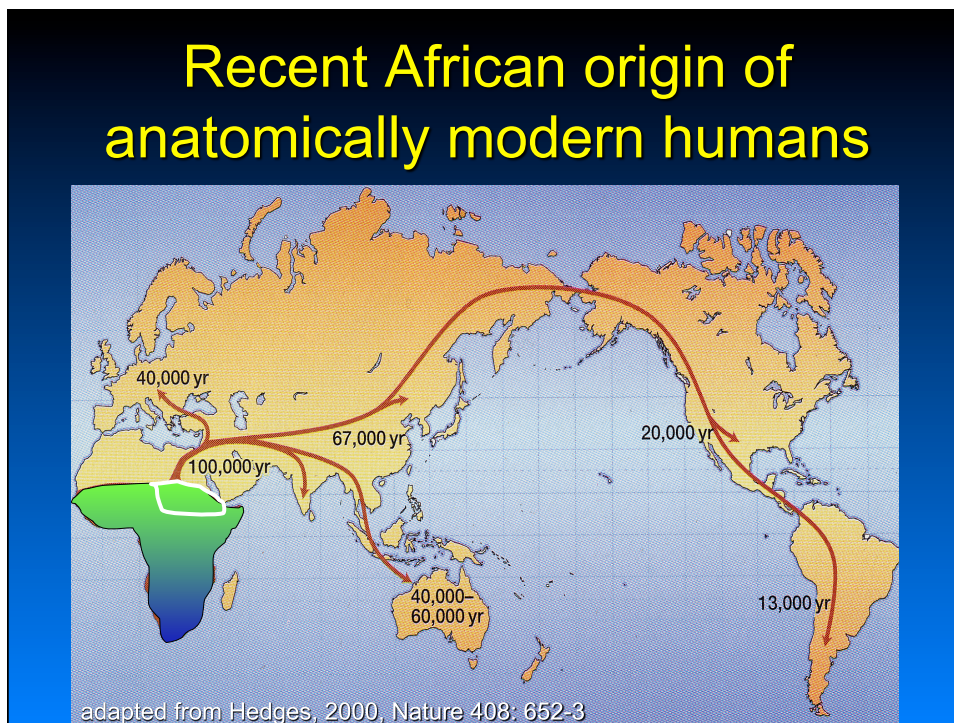 Recent African origin of
anatomically modern humans
40,000 yr
67,000 yr
20,000 yr
100,000 yr
40,000–
60,000 yr
13,000 yr
adapted from Hedges, 2000, Nature 408: 652-3